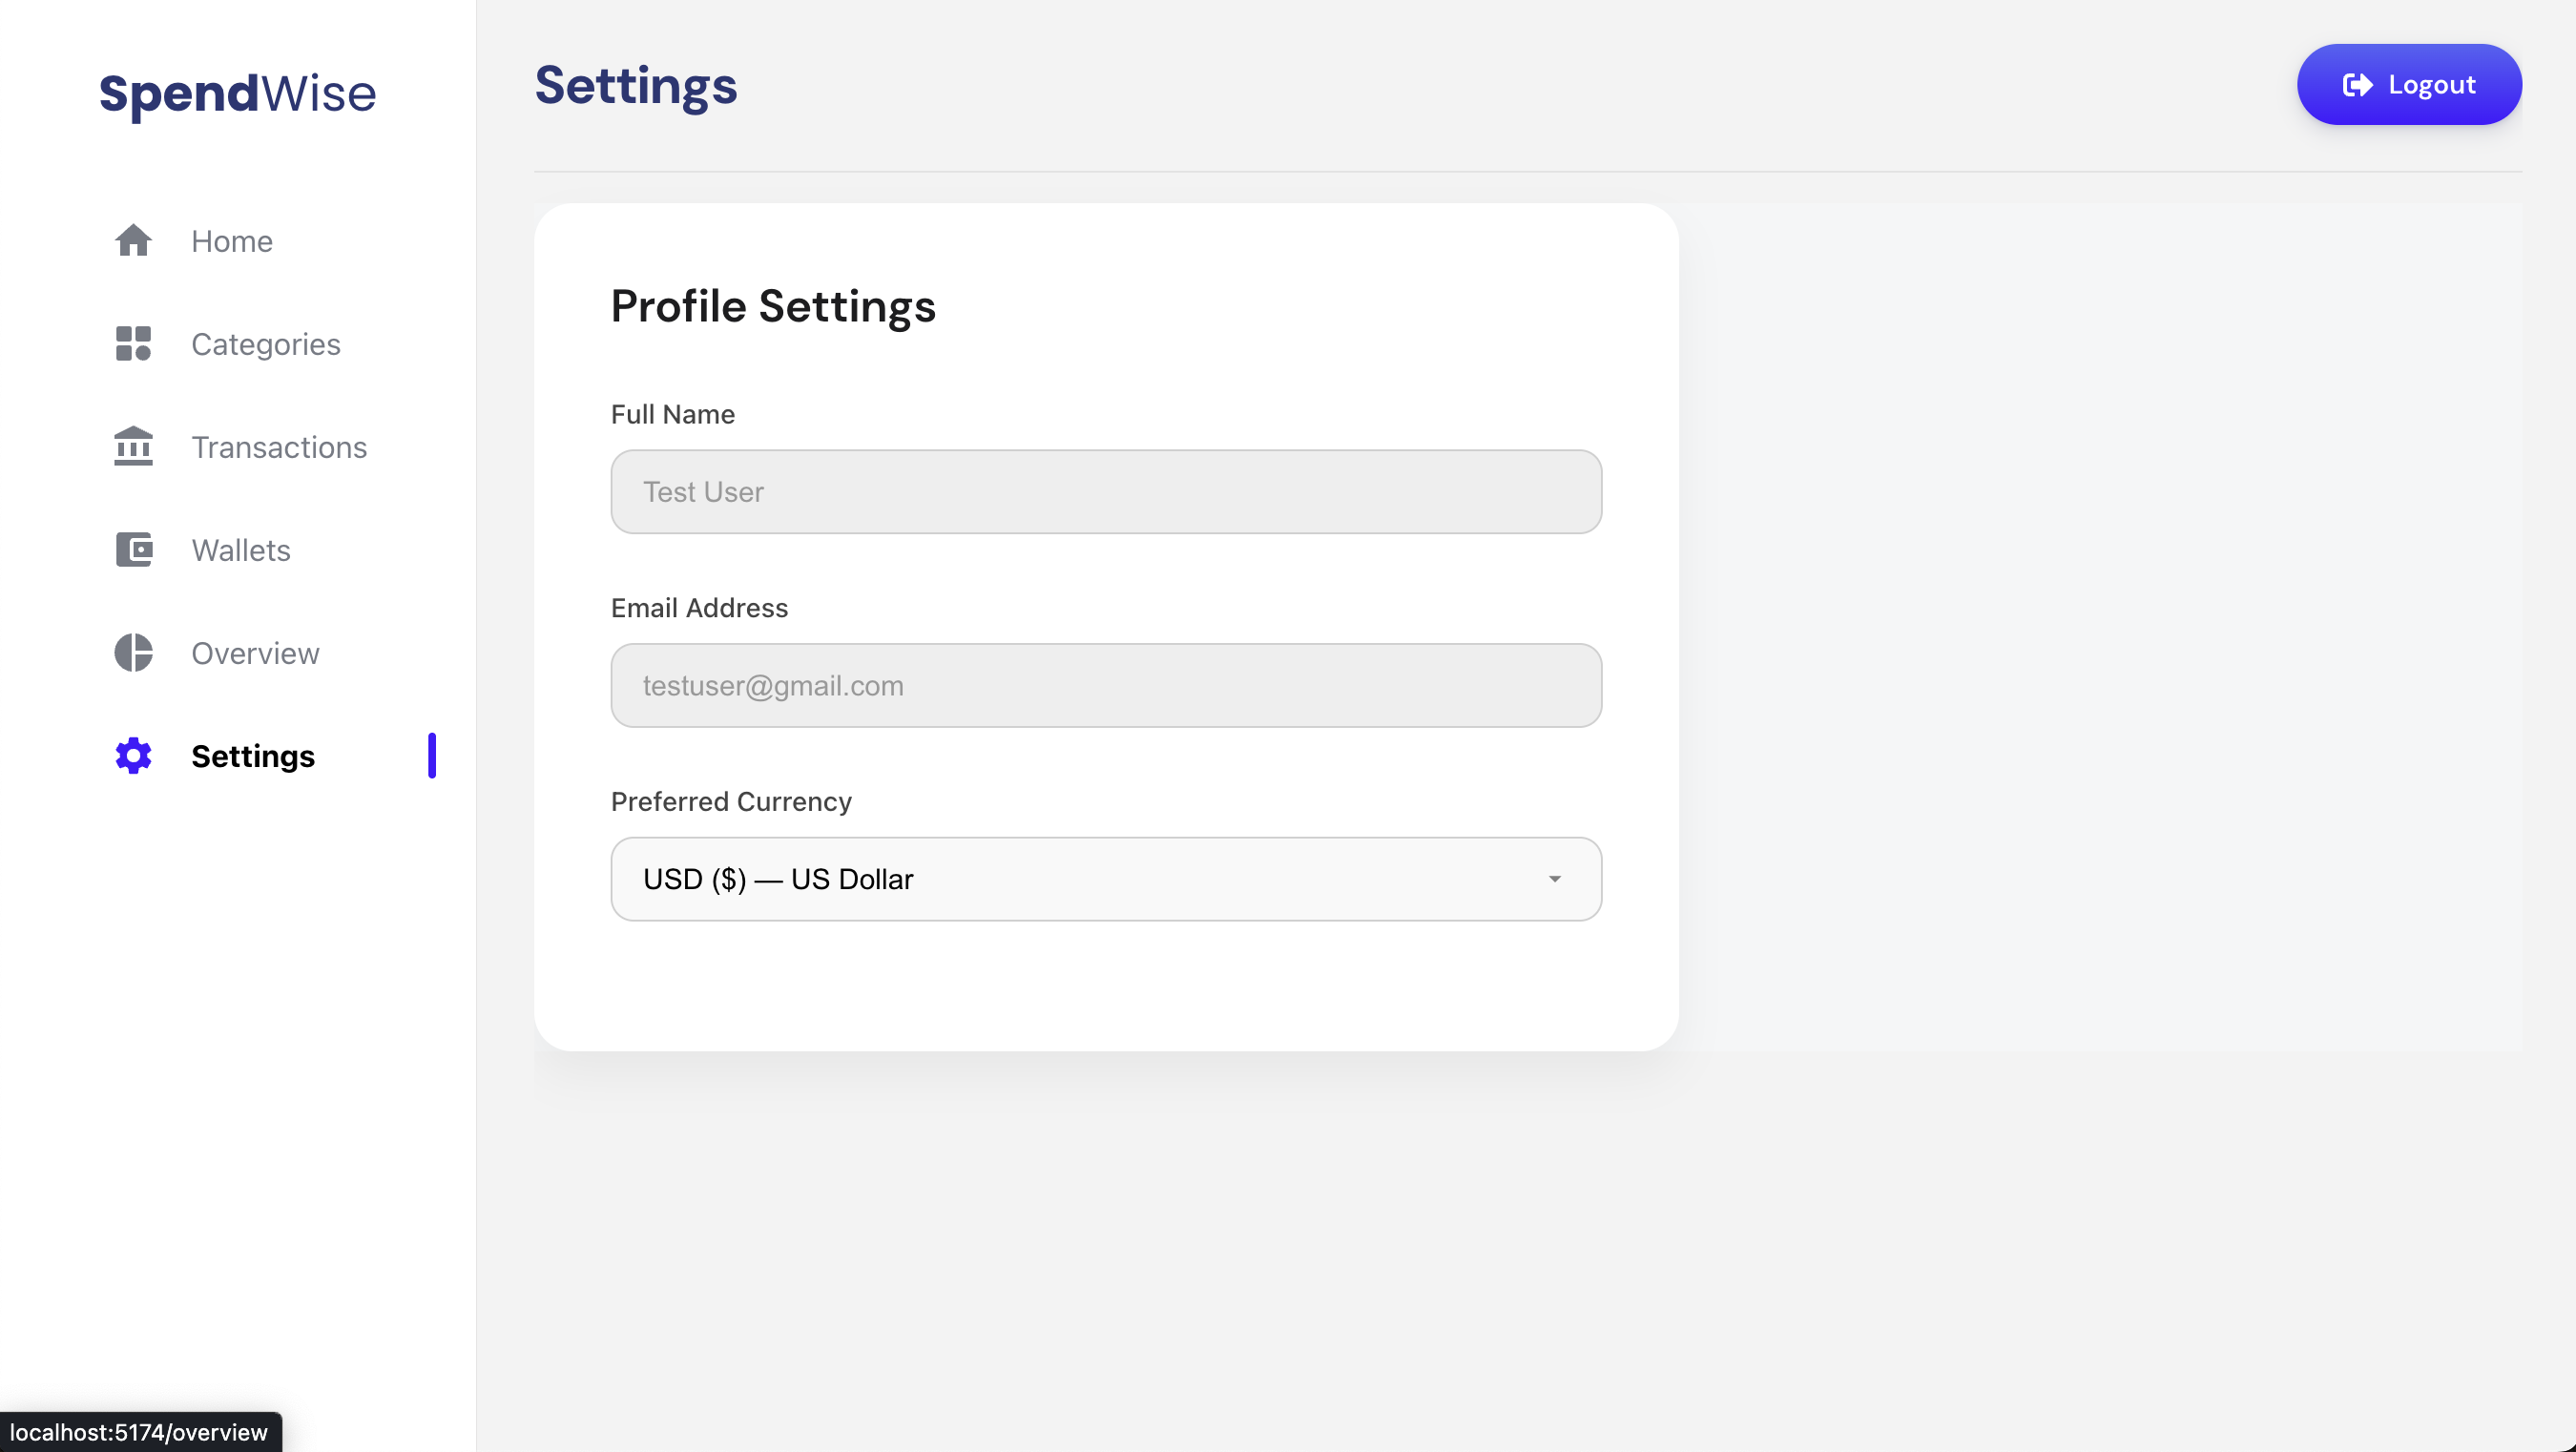 SpendWise
Home
Categories
Transactions
Wallets
Overview
Settings
Settings
Logout
Profile Settings
Full Name
Test User
Email Address
testuser@gmail.com
Preferred Currency
USD ($) — US Dollar
localhost:5174/overview